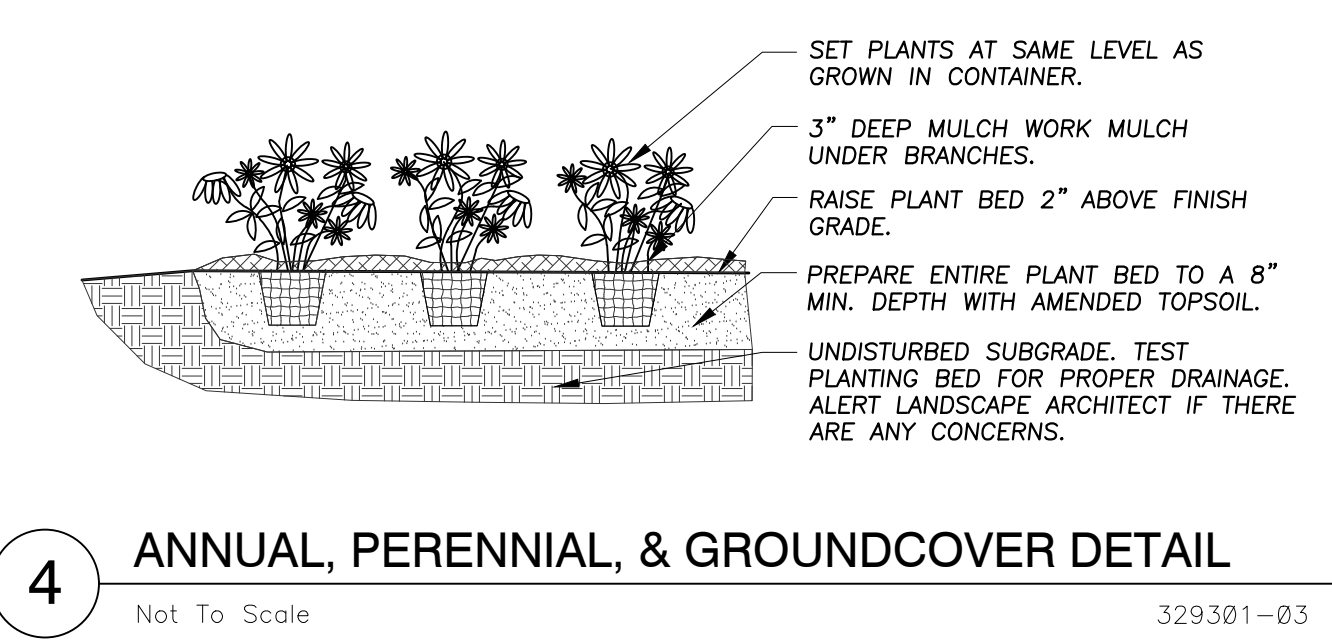 SET PLANTS AT SAME LEVEL AS
GROWN IN CONTAINER.
3” DEEP MULCH WORK MULCH
UNDER BRANCHES.
RAISE PLANT BED 2” ABOVE FINISH
GRADE.
PREPARE ENTIRE PLANT BED TO A 8”
MIN. DEPTH WITH AMENDED TOPSOIL.
UNDISTURBED SUBGRADE. TEST
PLANTING BED FOR PROPER DRAINAGE.
ALERT LANDSCAPE ARCHITECT IF THERE
ARE ANY CONCERNS.
4
ANNUAL, PERENNIAL, & GROUNDCOVER DETAIL
Not To Scale
329301-03